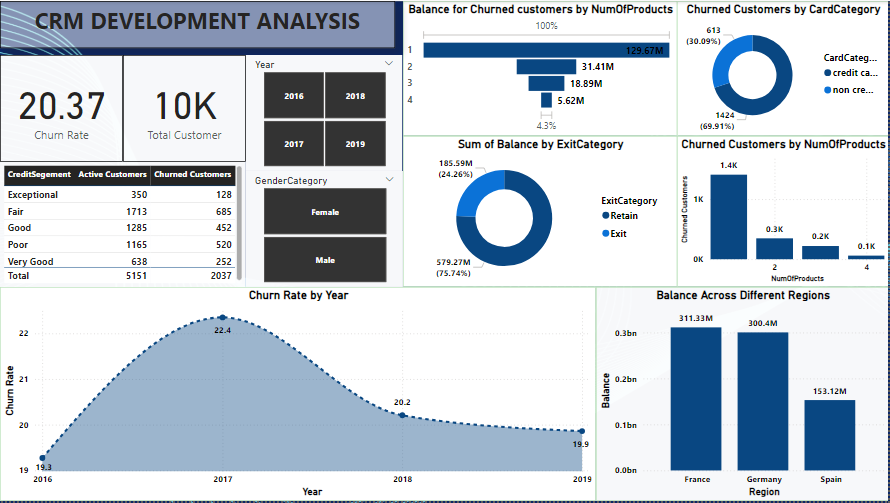 CRM DEVELOPMENT ANALYSIS
20.37
Churn Rate
10K
Total Customer
Year
2016
2018
2017
2019
GenderCategory
Female
Male
CreditSegement Active Customers Churned Customers
Exceptional 350 128
Fair 1713 685
Good 1285 452
Poor 1165 520
Very Good 638 252
Total 5151 2037
Balance for Churned customers by NumOfProducts
100%
1 129.67M
2 31.41M
3 18.89M
4 5.62M
4.3%
Churned Customers by CardCategory
613
(30.09%)
1424
(69.91%)
CardCateg...
credit ca...
non cre...
Sum of Balance by ExitCategory
185.59M
(24.26%)
579.27M
(75.74%)
ExitCategory
Retain
Exit
Churned Customers by NumOfProducts
Churned Customers
1K
0K
1.4K
0.3K
0.2K
0.1K
2
4
NumOfProducts
Churn Rate by Year
Churn Rate
22
21
20
19
19.3
22.4
20.2
19.9
2016
2017
2018
2019
Year
Balance Across Different Regions
Balance
0.3bn
0.2bn
0.1bn
0.0bn
311.33M
300.4M
153.12M
France
Germany
Spain
Region